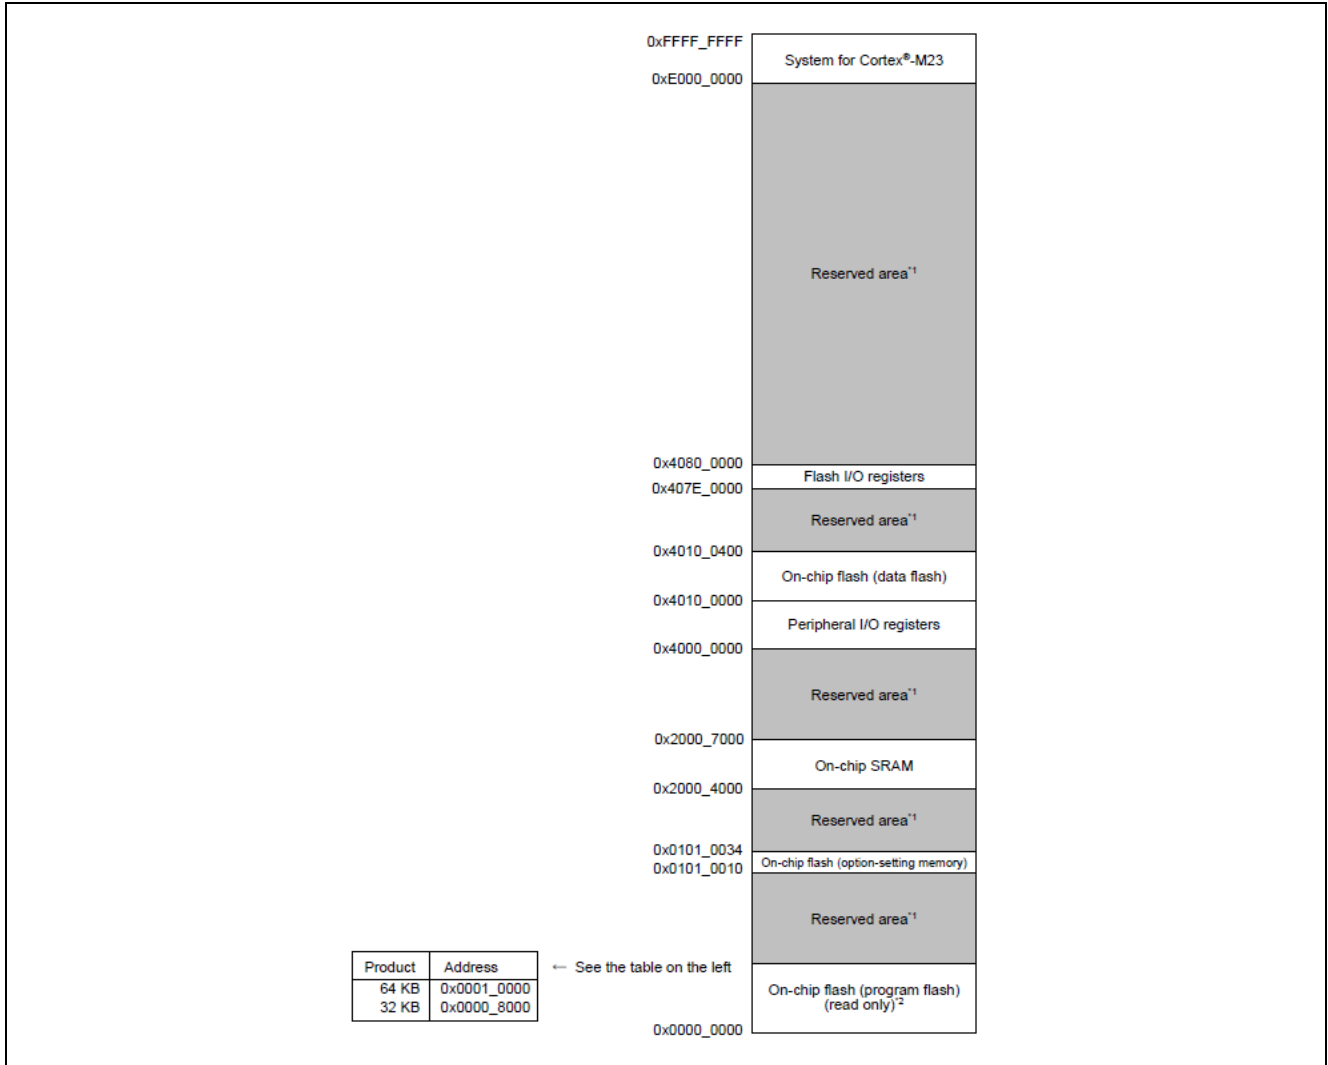 0xFFFF_FFFF
System for Cortex®-M23
0xE000_0000
Reserved area*1
0x4080_0000
Flash I/O registers
0x407E_0000
Reserved area*1
0x4010_0400
On-chip flash (data flash)
0x4010_0000
Peripheral I/O registers
0x4000_0000
Reserved area*1
0x2000_7000
On-chip SRAM
0x2000_4000
Reserved area*1
0x0101_0034
On-chip flash (option-setting memory)
0x0101_0010
Reserved area*1
Product Address
← See the table on the left
64 KB 0x0001_0000
32 KB 0x0000_8000
On-chip flash (program flash)
(read only)*2
0x0000_0000